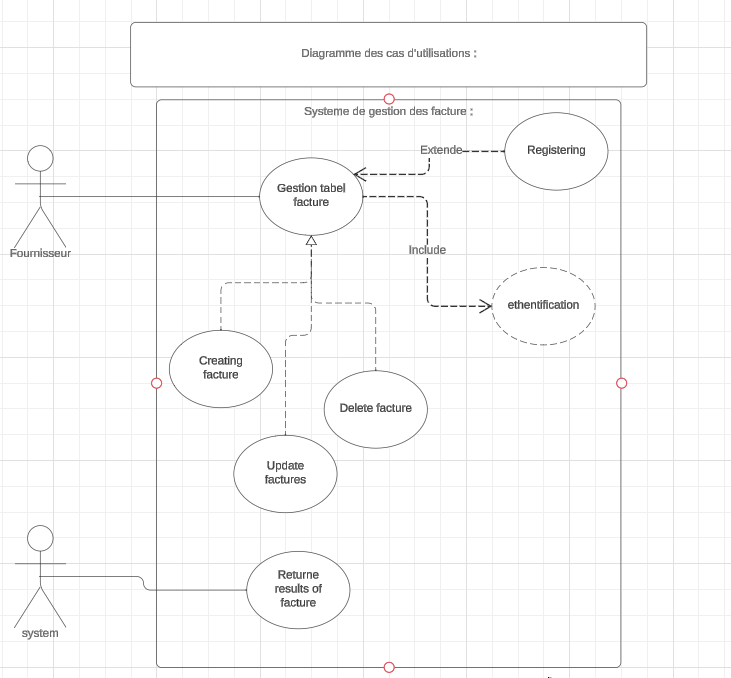 Diagramme des cas d'utilisations :
Systeme de gestion des facture :
Extende
Registering
Gestion tabel
facture
Fournisseur
Include
ethentification
Creating
facture
Delete facture
Update
factures
Returne
results of
facture
system